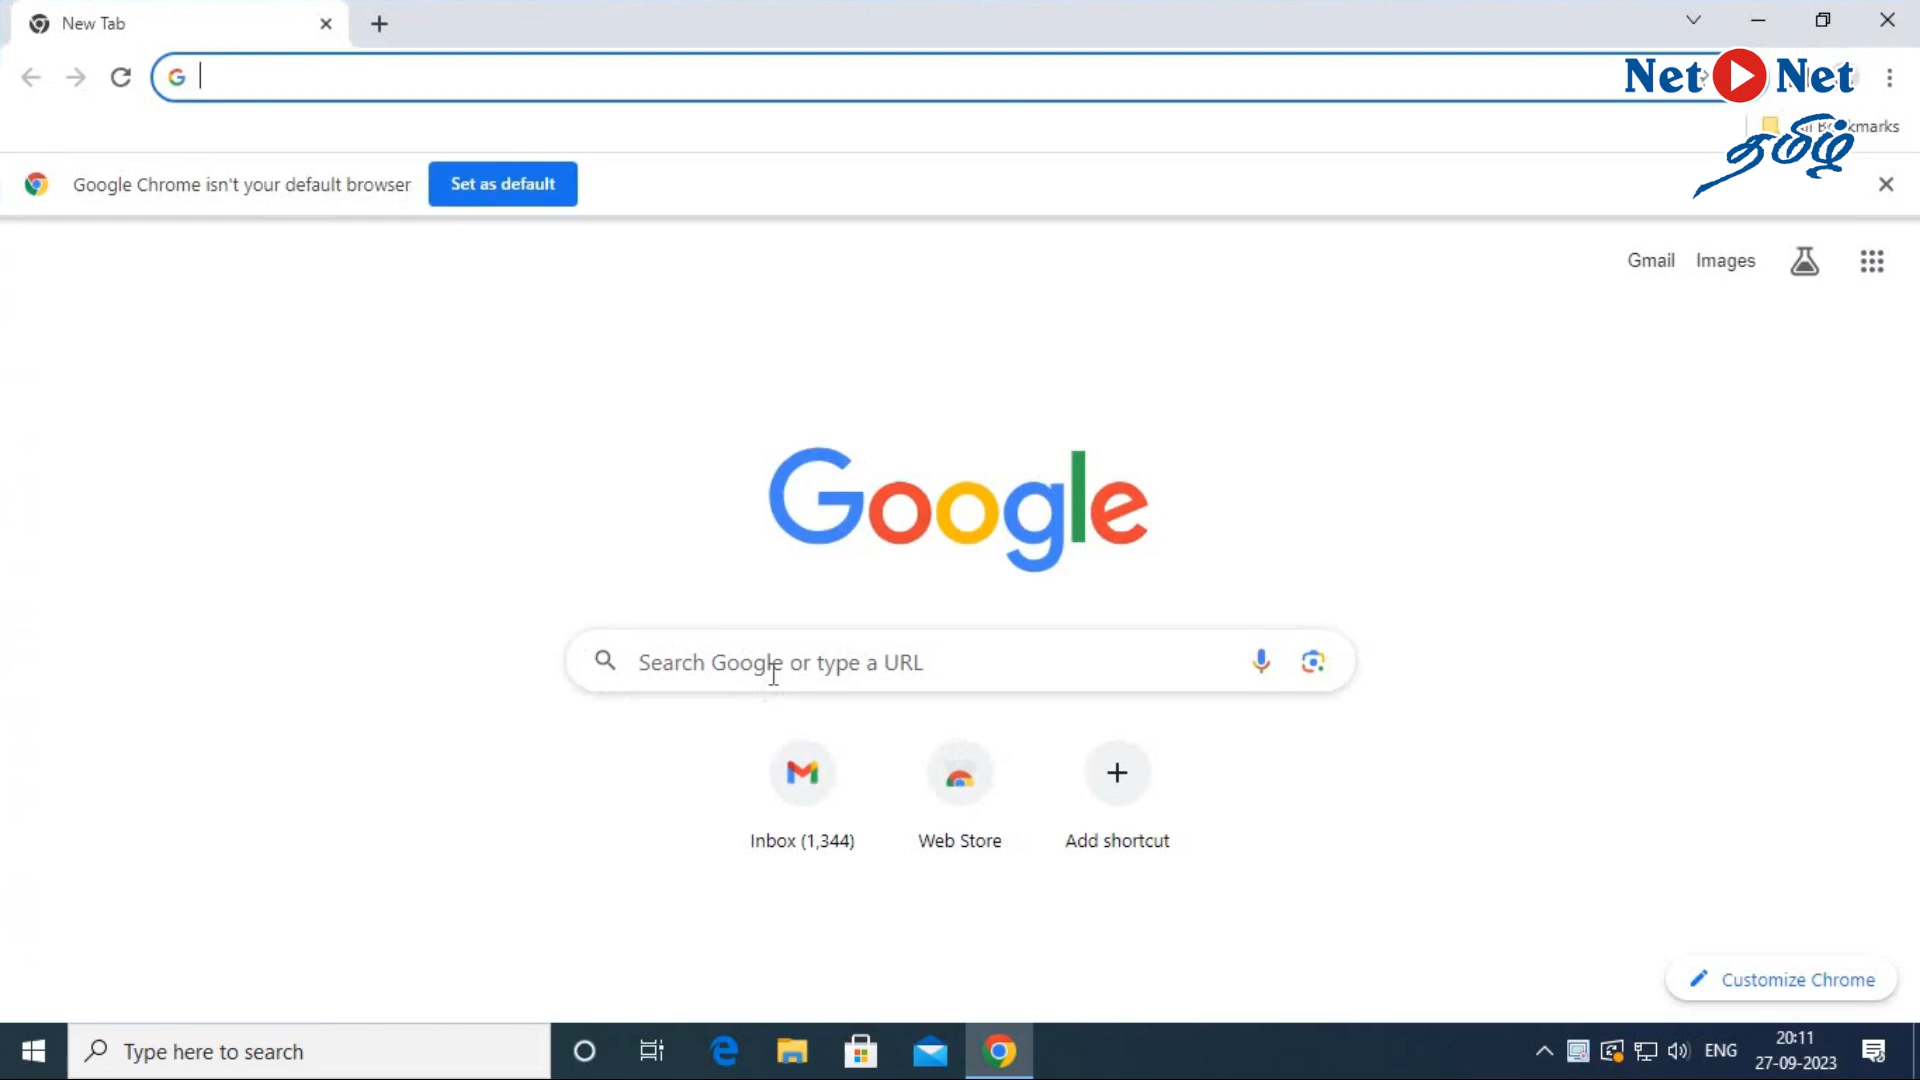 New Tab
Net Net
தமிழ்
Google Chrome isn't your default browser
Set as default
Gmail
Images
Google
Search Google or type a URL
Inbox (1,344)
Web Store
Add shortcut
Customize Chrome
Type here to search
ENG
20:11
27-09-2023